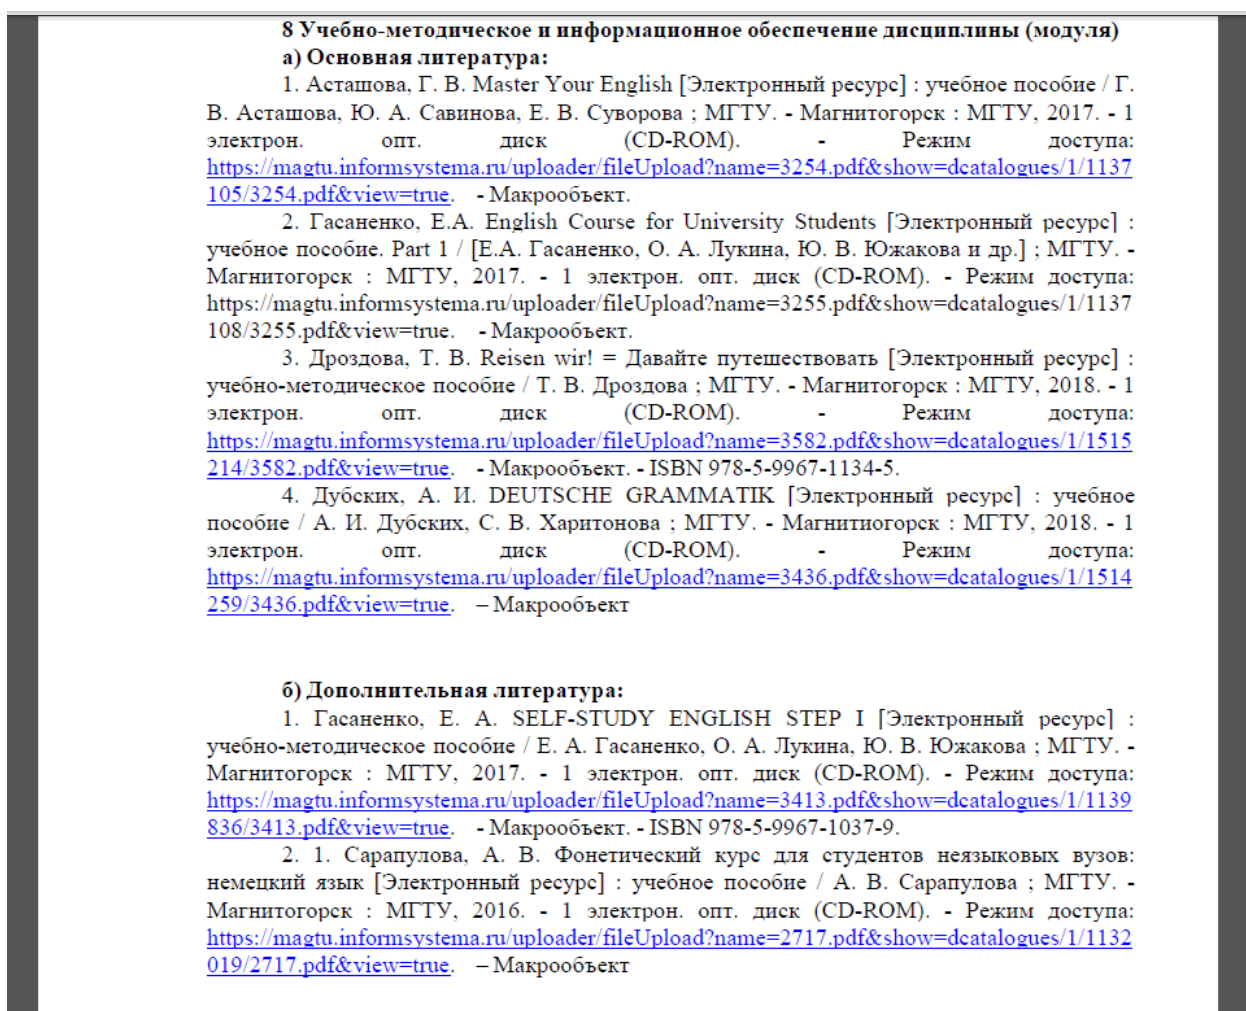 8 Учебно-методическое и информационное обеспечение дисциплины (модуля)
а) Основная литература:
1. Асташова, Г. В. Master Your English [Электронный ресурс] : учебное пособие / Г.
В. Асташова, Ю. А. Савинова, Е. В. Суворова ; МГТУ. - Магнитогорск : МГТУ, 2017. - 1
электрон. опт. диск (CD-ROM). - Режим доступа:
https://magtu.informsystema.ru/uploader/fileUpload?name=3254.pdf&show=dcatalogues/1/1137
105/3254.pdf&view=true. - Макрообъект.
2. Гасаненко, Е.А. English Course for University Students [Электронный ресурс] :
учебное пособие. Part 1 / [Е.А. Гасаненко, О. А. Лукина, Ю. В. Южакова и др.] ; МГТУ. -
Магнитогорск : МГТУ, 2017. - 1 электрон. опт. диск (CD-ROM). - Режим доступа:
https://magtu.informsystema.ru/uploader/fileUpload?name=3255.pdf&show=dcatalogues/1/1137
108/3255.pdf&view=true. - Макрообъект.
3. Дроздова, Т. В. Reisen wir! = Давайте путешествовать [Электронный ресурс] :
учебно-методическое пособие / Т. В. Дроздова ; МГТУ. - Магнитогорск : МГТУ, 2018. - 1
электрон. опт. диск (CD-ROM). - Режим доступа:
https://magtu.informsystema.ru/uploader/fileUpload?name=3582.pdf&show=dcatalogues/1/1515
214/3582.pdf&view=true. - Макрообъект. - ISBN 978-5-9967-1134-5.
4. Дубских, А. И. DEUTSCHE GRAMMATIK [Электронный ресурс] : учебное
пособие / А. И. Дубских, С. В. Харитонова ; МГТУ. - Магнитиогорск : МГТУ, 2018. - 1
электрон. опт. диск (CD-ROM). - Режим доступа:
https://magtu.informsystema.ru/uploader/fileUpload?name=3436.pdf&show=dcatalogues/1/1514
259/3436.pdf&view=true. – Макрообъект
б) Дополнительная литература:
1. Гасаненко, Е. А. SELF-STUDY ENGLISH STEP I [Электронный ресурс] :
учебно-методическое пособие / Е. А. Гасаненко, О. А. Лукина, Ю. В. Южакова ; МГТУ. -
Магнитогорск : МГТУ, 2017. - 1 электрон. опт. диск (CD-ROM). - Режим доступа:
https://magtu.informsystema.ru/uploader/fileUpload?name=3413.pdf&show=dcatalogues/1/1139
836/3413.pdf&view=true. - Макрообъект. - ISBN 978-5-9967-1037-9.
2. 1. Сарапулова, А. В. Фонетический курс для студентов неязыковых вузов:
немецкий язык [Электронный ресурс] : учебное пособие / А. В. Сарапулова ; МГТУ. -
Магнитогорск : МГТУ, 2016. - 1 электрон. опт. диск (CD-ROM). - Режим доступа:
https://magtu.informsystema.ru/uploader/fileUpload?name=2717.pdf&show=dcatalogues/1/1132
019/2717.pdf&view=true. – Макрообъект